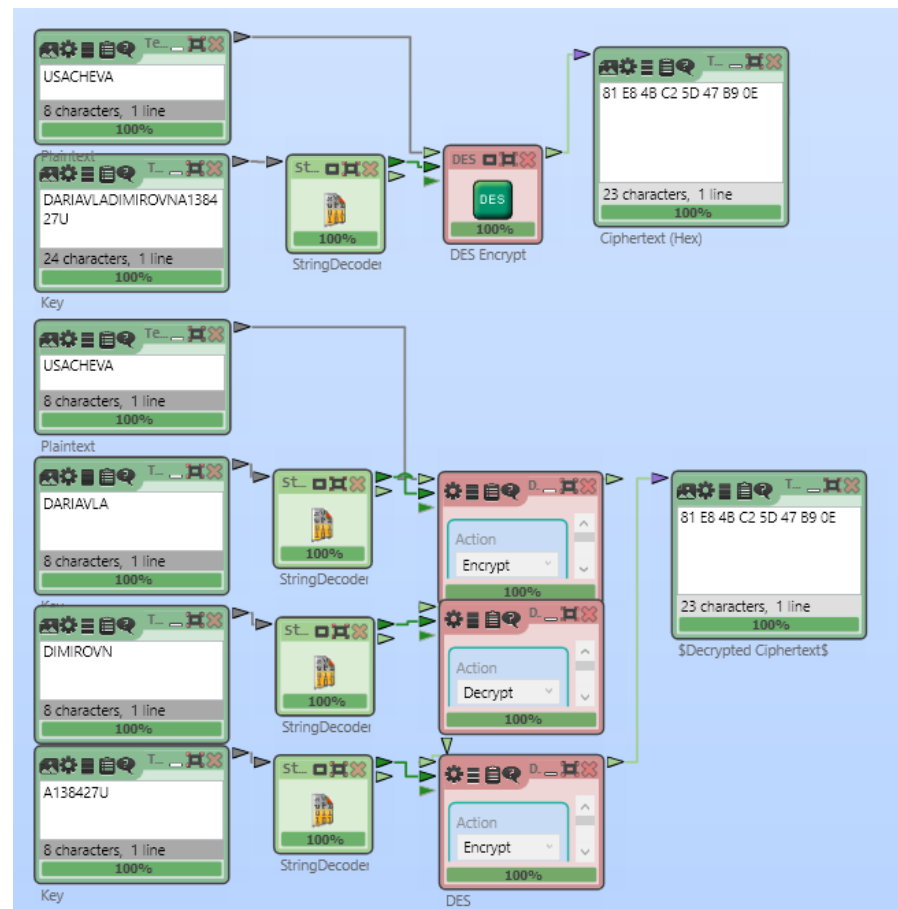 Te...
USACHEVA
8 characters, 1 line
100%
Plaintext
T...
DARIAVLADIMIROVNA1384
27U
24 characters, 1 line
100%
Key
St...
100%
StringDecoder
DES
DES
100%
DES Encrypt
T...
81 E8 4B C2 5D 47 B9 0E
23 characters, 1 line
100%
Ciphertext (Hex)
Te...
USACHEVA
8 characters, 1 line
100%
Plaintext
T...
DARIAVLA
8 characters, 1 line
100%
Key
St...
100%
StringDecoder
D...
Action
Encrypt
100%
T...
81 E8 4B C2 5D 47 B9 0E
23 characters, 1 line
100%
$Decrypted Ciphertext$
T...
DIMIROVN
8 characters, 1 line
100%
Key
St...
100%
StringDecoder
D...
Action
Decrypt
100%
T...
A138427U
8 characters, 1 line
100%
Key
St...
100%
StringDecoder
D...
Action
Encrypt
100%
DES